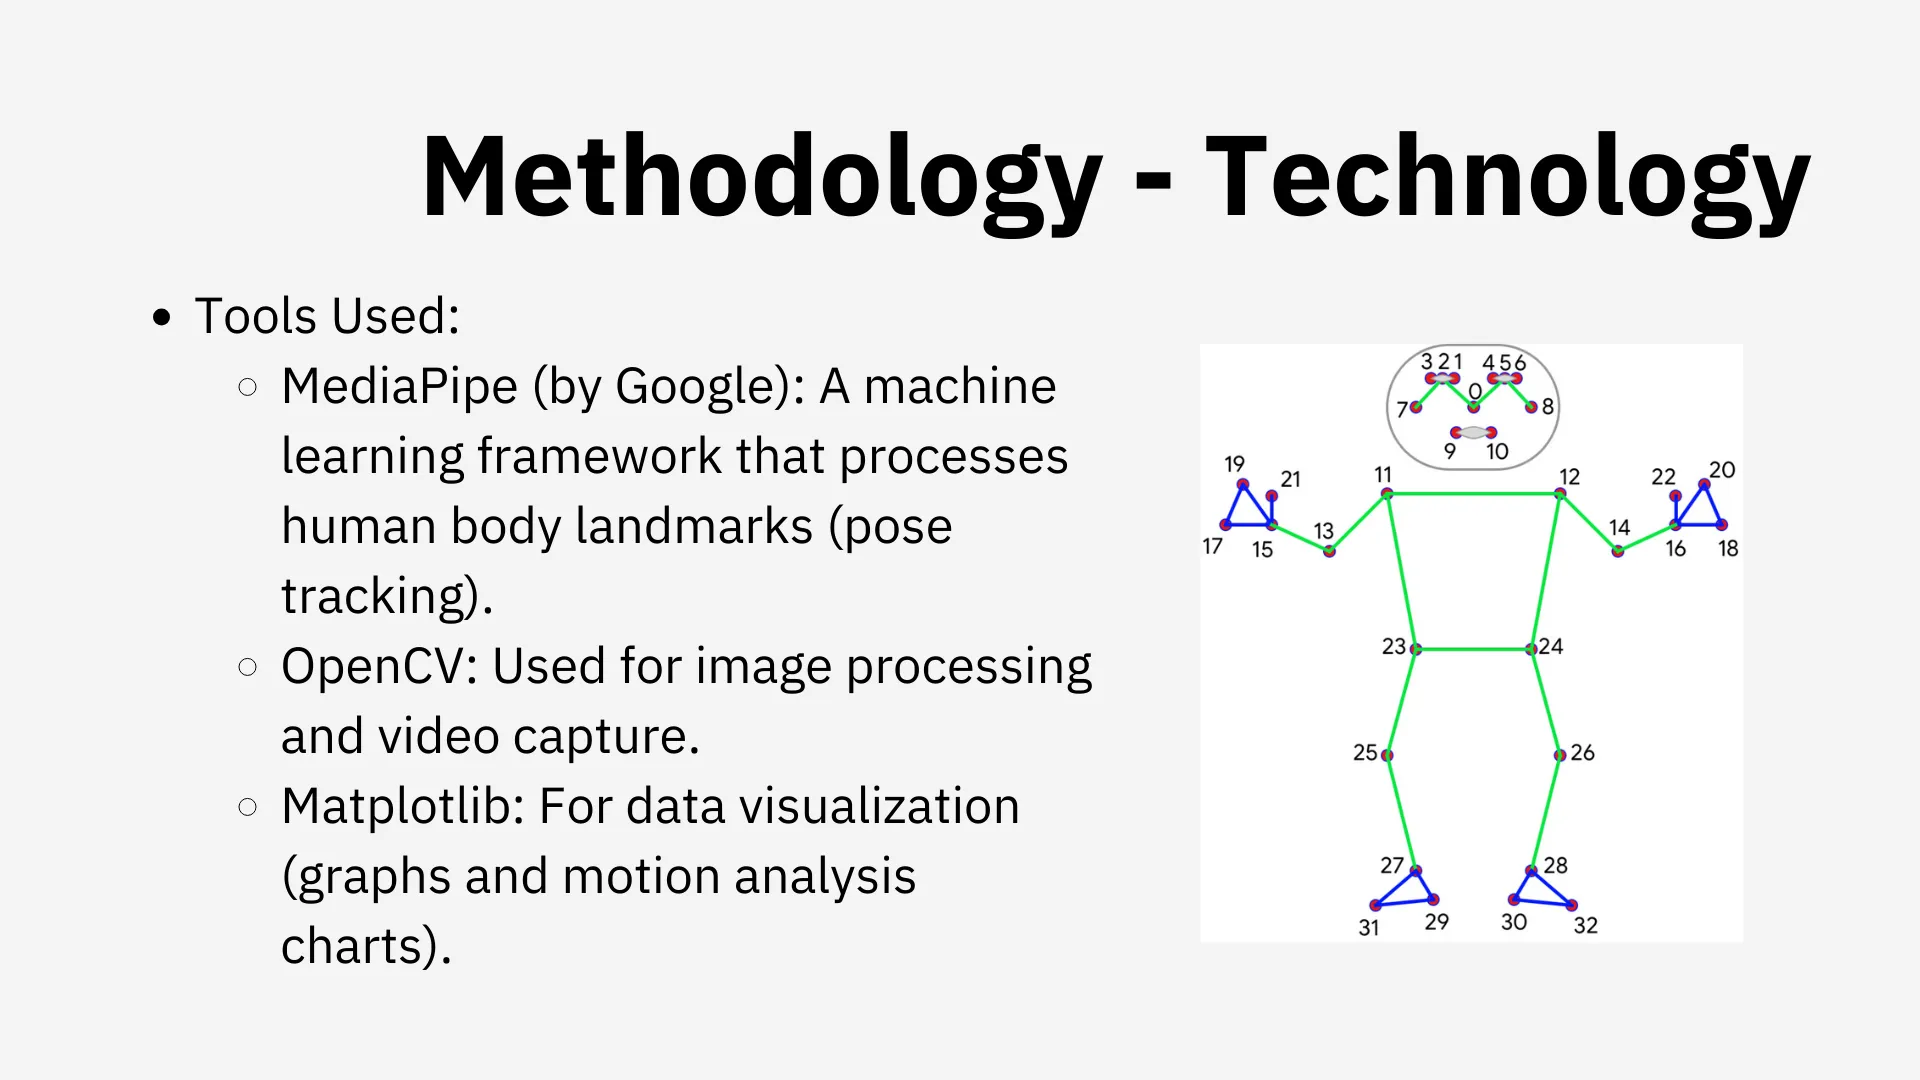 Methodology - Technology
• Tools Used:
○ MediaPipe (by Google): A machine
learning framework that processes
human body landmarks (pose
tracking).
○ OpenCV: Used for image processing
and video capture.
○ Matplotlib: For data visualization
(graphs and motion analysis
charts).
3 2 1 4 5 6
0
7 8
9 10
19 21 11 12 22 20
17 15 13 14 16 18
23 24
25 26
27 28
31 29 30 32